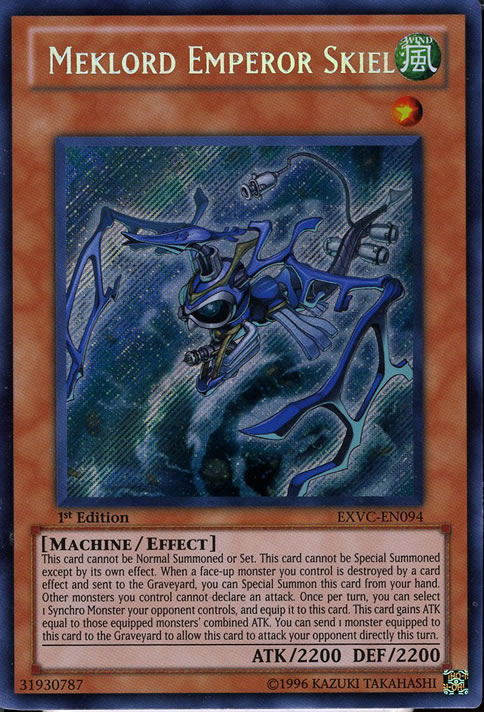 MEKLORD EMPEROR SKIEL
WIND
風
1st Edition
EXVC-EN094
[MACHINE / EFFECT]
This card cannot be Normal Summoned or Set. This card cannot be Special Summoned
except by its own effect. When a face-up monster you control is destroyed by a card
effect and sent to the Graveyard, you can Special Summon this card from your hand.
Other monsters you control cannot declare an attack. Once per turn, you can select
1 Synchro Monster your opponent controls, and equip it to this card. This card gains ATK
equal to those equipped monsters' combined ATK. You can send 1 monster equipped to
this card to the Graveyard to allow this card to attack your opponent directly this turn.
ATK/2200 DEF/2200
31930787
©1996 KAZUKI TAKAHASHI